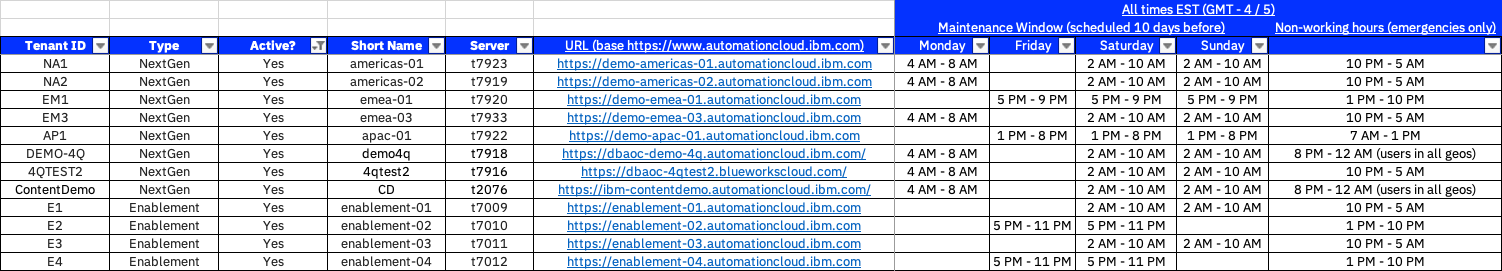 All times EST (GMT - 4 / 5)
Maintenance Window (scheduled 10 days before) Non-working hours (emergencies only)
Tenant ID Type Active? Short Name Server URL (base https://www.automationcloud.ibm.com) Monday Friday Saturday Sunday
NA1 NextGen Yes americas-01 t7923 https://demo-americas-01.automationcloud.ibm.com 4 AM - 8 AM 2 AM - 10 AM 2 AM - 10 AM 10 PM - 5 AM
NA2 NextGen Yes americas-02 t7919 https://demo-americas-02.automationcloud.ibm.com 4 AM - 8 AM 2 AM - 10 AM 2 AM - 10 AM 10 PM - 5 AM
EM1 NextGen Yes emea-01 t7920 https://demo-emea-01.automationcloud.ibm.com 5 PM - 9 PM 5 PM - 9 PM 5 PM - 9 PM 1 PM - 10 PM
EM3 NextGen Yes emea-03 t7933 https://demo-emea-03.automationcloud.ibm.com 4 AM - 8 AM 2 AM - 10 AM 2 AM - 10 AM 10 PM - 5 AM
AP1 NextGen Yes apac-01 t7922 https://demo-apac-01.automationcloud.ibm.com 1 PM - 8 PM 1 PM - 8 PM 1 PM - 8 PM 7 AM - 1 PM
DEMO-4Q NextGen Yes demo4q t7918 https://dbaoc-demo-4q.automationcloud.ibm.com/ 4 AM - 8 AM 2 AM - 10 AM 2 AM - 10 AM 8 PM - 12 AM (users in all geos)
4QTEST2 NextGen Yes 4qtest2 t7916 https://dbaoc-4qtest2.blueworkscloud.com/ 4 AM - 8 AM 2 AM - 10 AM 2 AM - 10 AM 10 PM - 5 AM
ContentDemo NextGen Yes CD t2076 https://ibm-contentdemo.automationcloud.ibm.com/ 4 AM - 8 AM 2 AM - 10 AM 2 AM - 10 AM 8 PM - 12 AM (users in all geos)
E1 Enablement Yes enablement-01 t7009 https://enablement-01.automationcloud.ibm.com 2 AM - 10 AM 2 AM - 10 AM 10 PM - 5 AM
E2 Enablement Yes enablement-02 t7010 https://enablement-02.automationcloud.ibm.com 5 PM - 11 PM 5 PM - 11 PM 1 PM - 10 PM
E3 Enablement Yes enablement-03 t7011 https://enablement-03.automationcloud.ibm.com 2 AM - 10 AM 2 AM - 10 AM 10 PM - 5 AM
E4 Enablement Yes enablement-04 t7012 https://enablement-04.automationcloud.ibm.com 5 PM - 11 PM 5 PM - 11 PM 1 PM - 10 PM